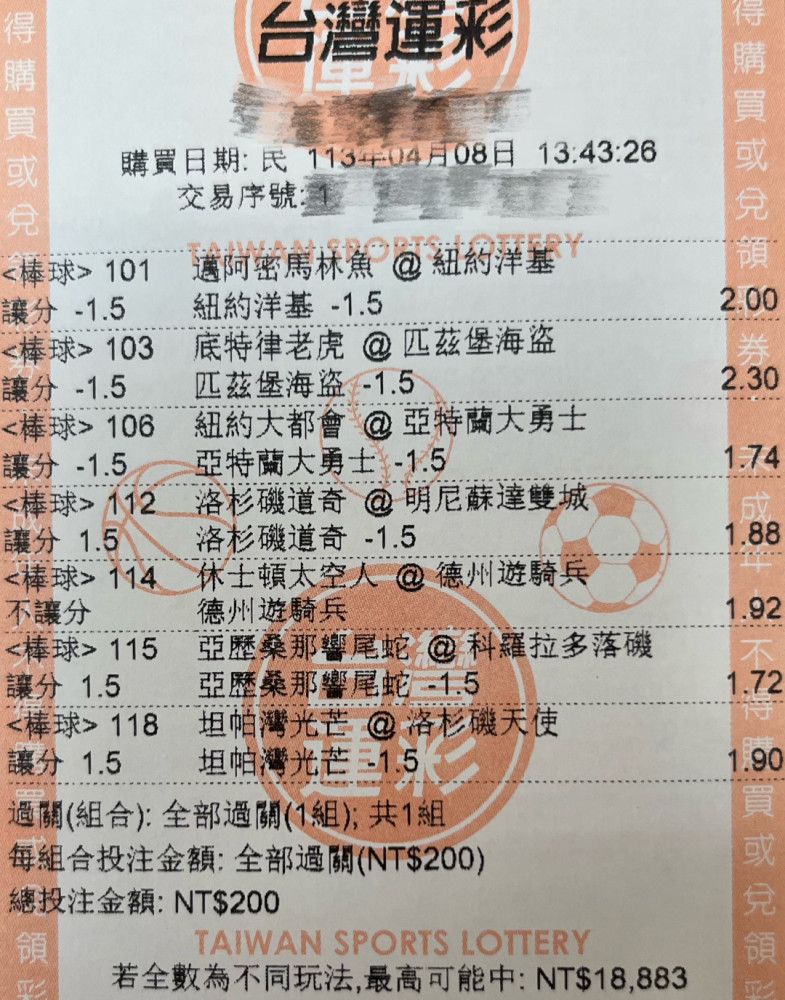 台灣運彩
購買日期: 民 113年04月08日 13:43:26
交易序號: 1
TAIWAN SPORTS LOTTERY
<棒球> 101 邁阿密馬林魚 @ 紐約洋基
讓分 -1.5 紐約洋基 -1.5 2.00
<棒球> 103 底特律老虎 @ 匹茲堡海盜
讓分 -1.5 匹茲堡海盜 -1.5 2.30
<棒球> 106 紐約大都會 @ 亞特蘭大勇士
讓分 -1.5 亞特蘭大勇士 -1.5 1.74
<棒球> 112 洛杉磯道奇 @ 明尼蘇達雙城
讓分 1.5 洛杉磯道奇 -1.5 1.88
<棒球> 114 休士頓太空人 @ 德州遊騎兵
不讓分 德州遊騎兵 1.92
<棒球> 115 亞歷桑那響尾蛇 @ 科羅拉多落磯
讓分 1.5 亞歷桑那響尾蛇 -1.5 1.72
<棒球> 118 坦帕灣光芒 @ 洛杉磯天使
讓分 1.5 坦帕灣光芒 -1.5 1.90
台灣運彩
過關(組合): 全部過關(1組); 共1組
每組合投注金額: 全部過關(NT$200)
總投注金額: NT$200
TAIWAN SPORTS LOTTERY
若全數為不同玩法,最高可能中: NT$18,883
得購買或兌領
得購買或兌領彩券